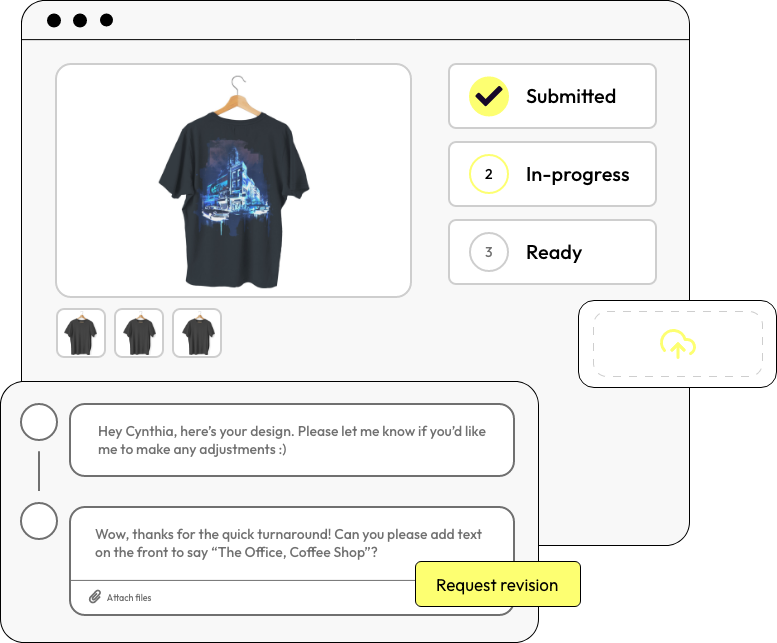 Submitted
2
In-progress
3
Ready
Hey Cynthia, here’s your design. Please let me know if you’d like
me to make any adjustments :)
Wow, thanks for the quick turnaround! Can you please add text
on the front to say “The Office, Coffee Shop”?
Attach files
Request revision